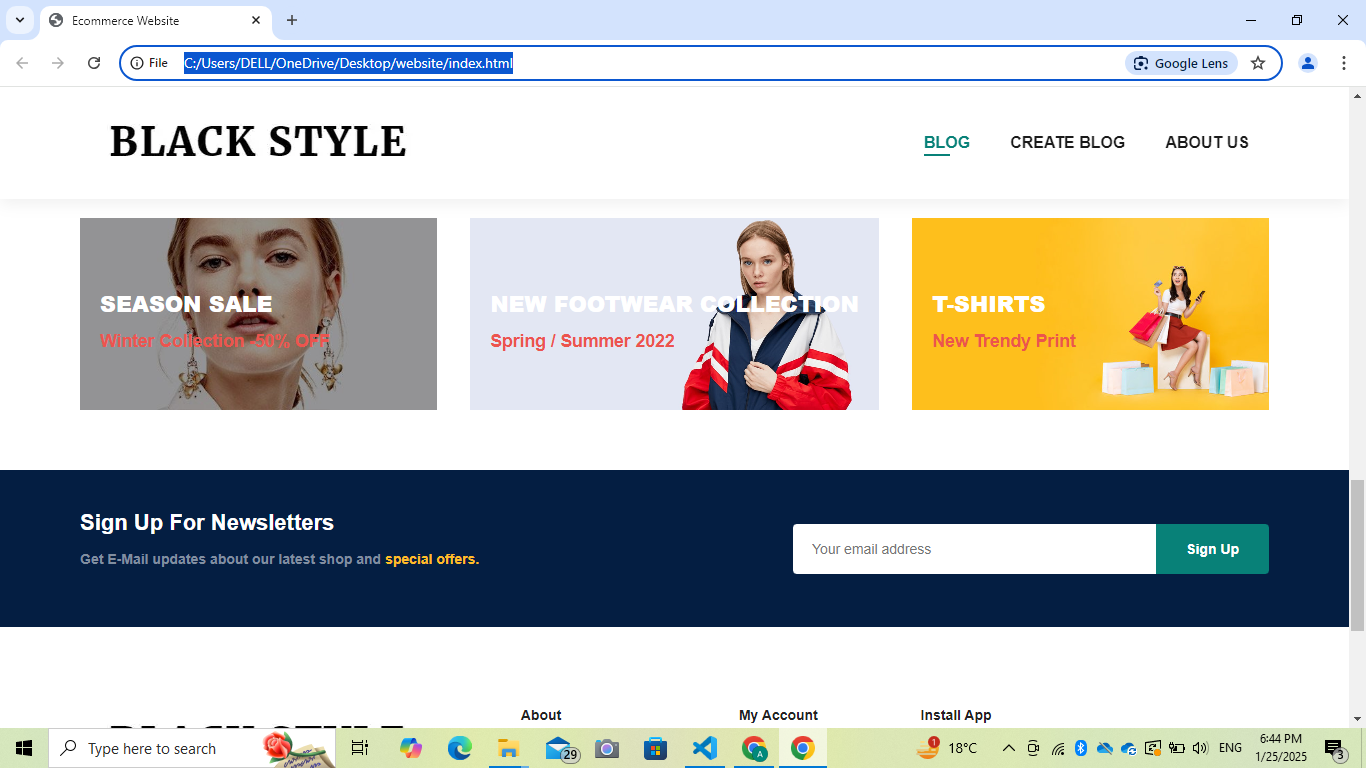 Ecommerce Website
File
C:/Users/DELL/OneDrive/Desktop/website/index.html
Google Lens
BLACK STYLE
BLOG
CREATE BLOG
ABOUT US
SEASON SALE
Winter Collection -50% OFF
NEW FOOTWEAR COLLECTION
Spring / Summer 2022
T-SHIRTS
New Trendy Print
Sign Up For Newsletters
Get E-Mail updates about our latest shop and special offers.
Your email address
Sign Up
BLACK STYLE
About
My Account
Install App
Type here to search
29
A
1
18°C
ENG
6:44 PM
1/25/2025
3